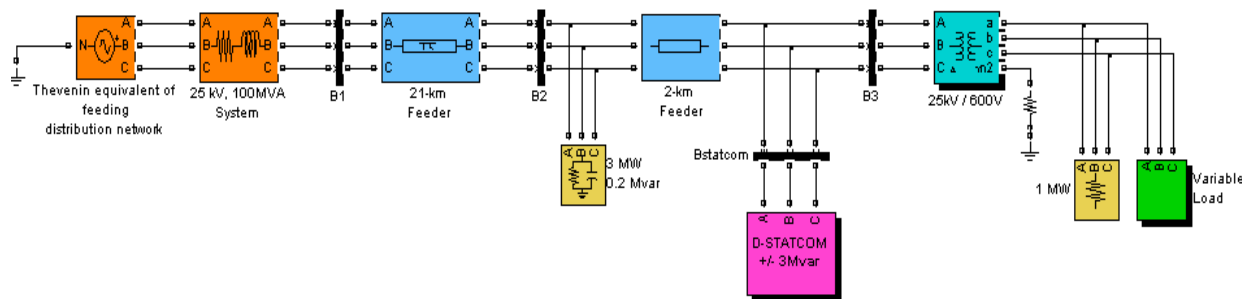 A A A A A A A A A A a
N B B B B B B B B B b
C C C C C C C C C C c
n2
Thevenin equivalent of
feeding
distribution network
25 kV, 100MVA
System
B1
21-km
Feeder
B2
2-km
Feeder
B3
25kV / 600V
A B C
3 MW
0.2 Mvar
Bstatcom
A B C
D-STATCOM
+/- 3Mvar
A B C
1 MW
A B C
Variable
Load